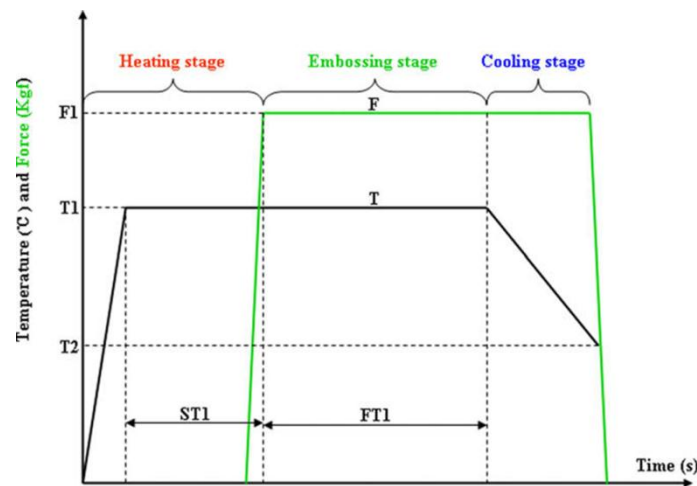 Heating stage
Embossing stage
Cooling stage
F1
F
T1
T
T2
ST1
FT1
Time (s)
Temperature (℃) and Force (Kgf)